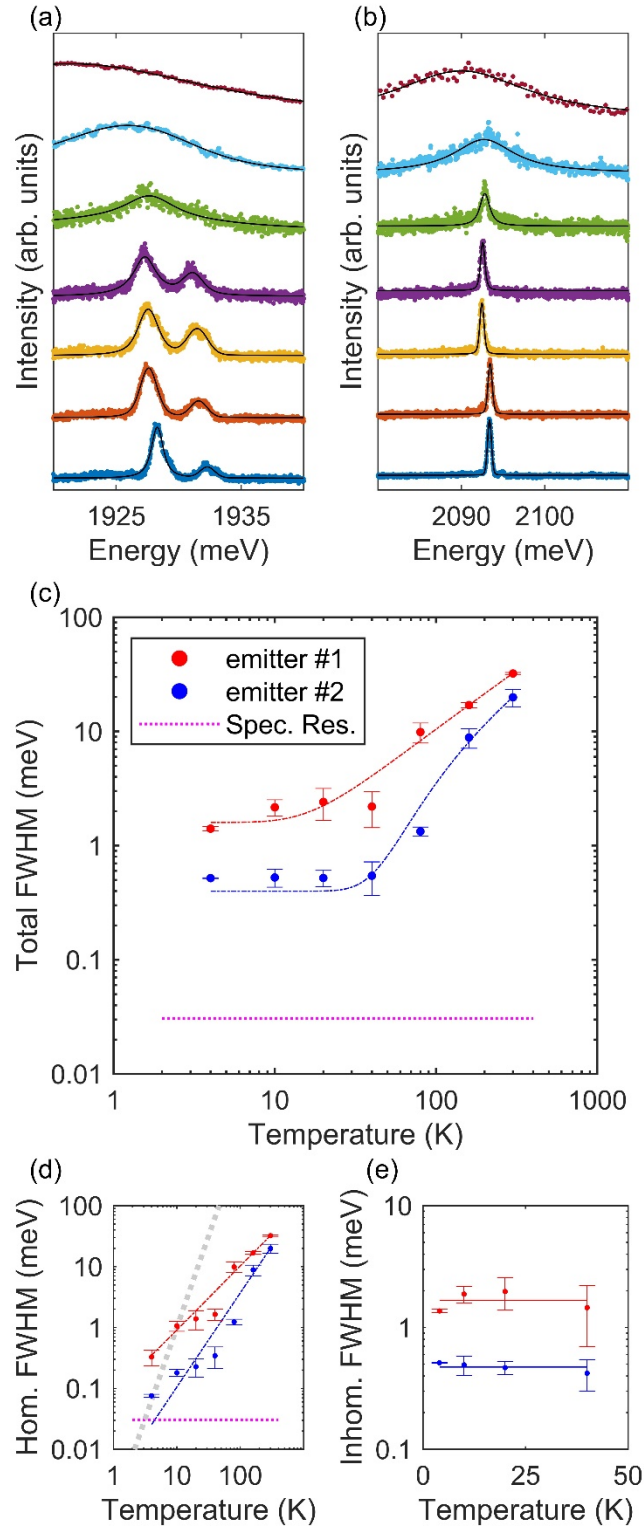 (a)
(b)
Intensity (arb. units)
Intensity (arb. units)
1925 1935
2090 2100
Energy (meV)
Energy (meV)
(c)
100
10
1
0.1
0.01
Total FWHM (meV)
emitter #1
emitter #2
Spec. Res.
1 10 100 1000
Temperature (K)
(d)
100
10
1
0.1
0.01
Hom. FWHM (meV)
1 10 100
Temperature (K)
(e)
10
1
0.1
Inhom. FWHM (meV)
0 25 50
Temperature (K)